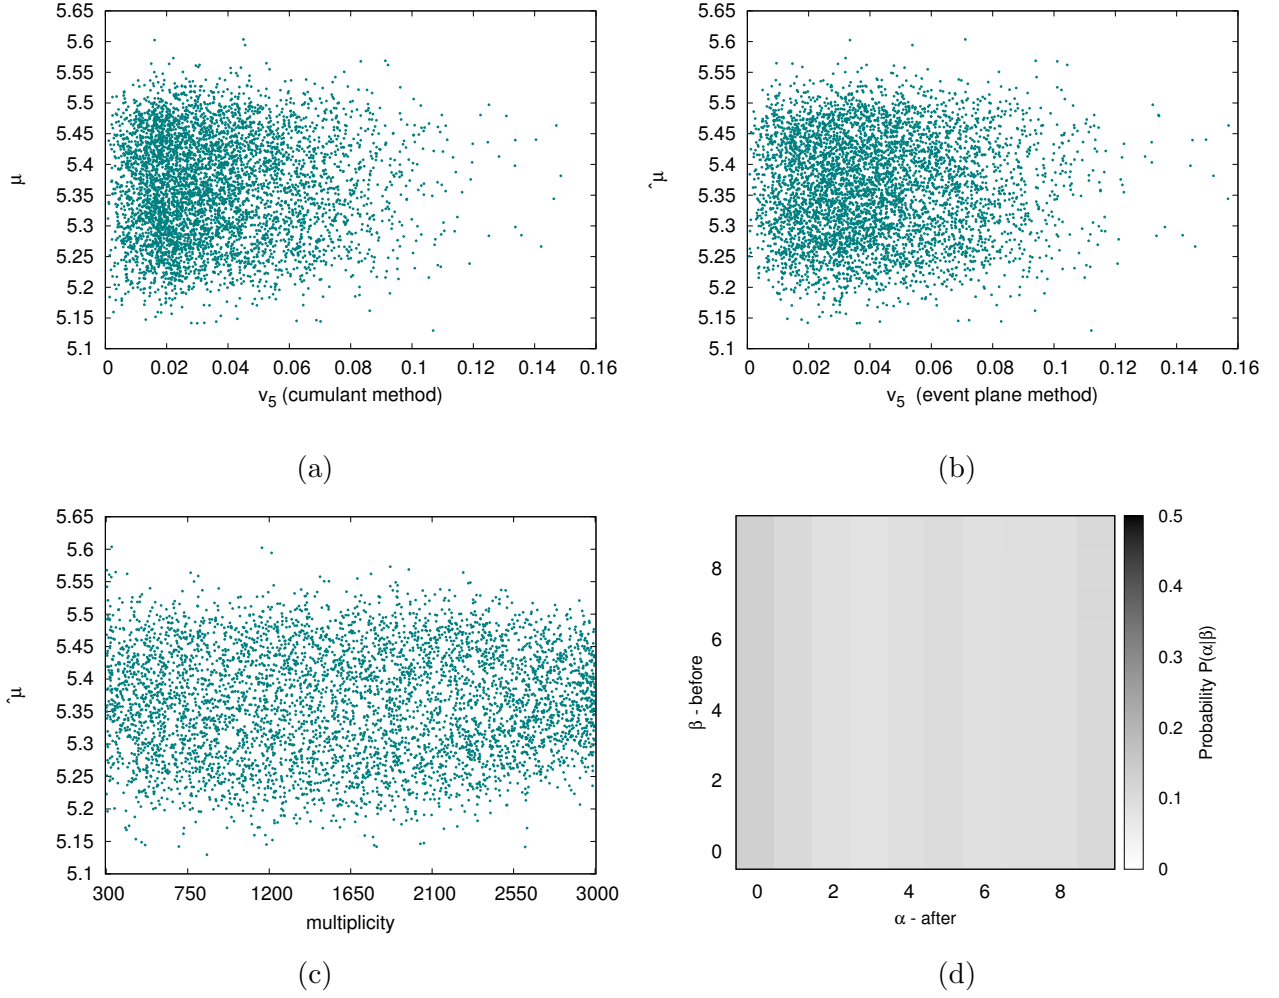 5.65
5.6
5.55
5.5
5.45
5.4
5.35
5.3
5.25
5.2
5.15
5.1
μ
0 0.02 0.04 0.06 0.08 0.1 0.12 0.14 0.16
v5 (cumulant method)
(a)
5.65
5.6
5.55
5.5
5.45
5.4
5.35
5.3
5.25
5.2
5.15
5.1
μ̂
0 0.02 0.04 0.06 0.08 0.1 0.12 0.14 0.16
v5 (event plane method)
(b)
5.65
5.6
5.55
5.5
5.45
5.4
5.35
5.3
5.25
5.2
5.15
5.1
μ̂
300 750 1200 1650 2100 2550 3000
multiplicity
(c)
8
6
4
2
0
β - before
0 2 4 6 8
α - after
0.5
0.4
0.3
0.2
0.1
0
Probability P(α|β)
(d)